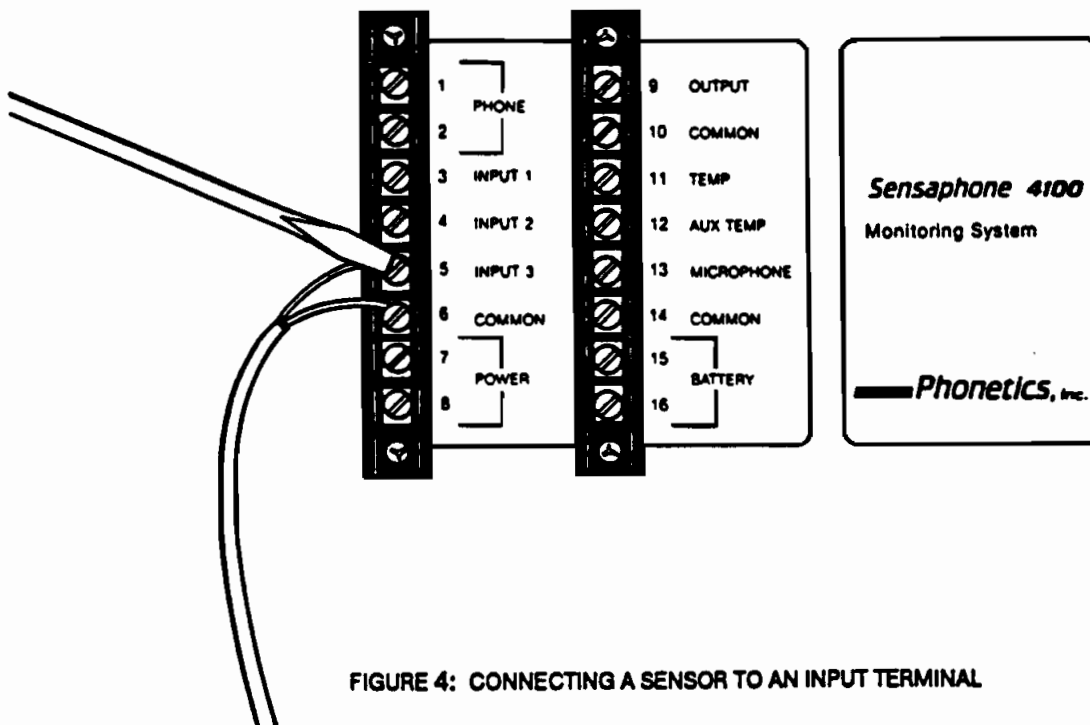 1
PHONE
2
3 INPUT 1
4 INPUT 2
5 INPUT 3
6 COMMON
7
POWER
8
9 OUTPUT
10 COMMON
11 TEMP
12 AUX TEMP
13 MICROPHONE
14 COMMON
15
BATTERY
16
Sensaphone 4100
Monitoring System
Phonetics, Inc.
FIGURE 4: CONNECTING A SENSOR TO AN INPUT TERMINAL